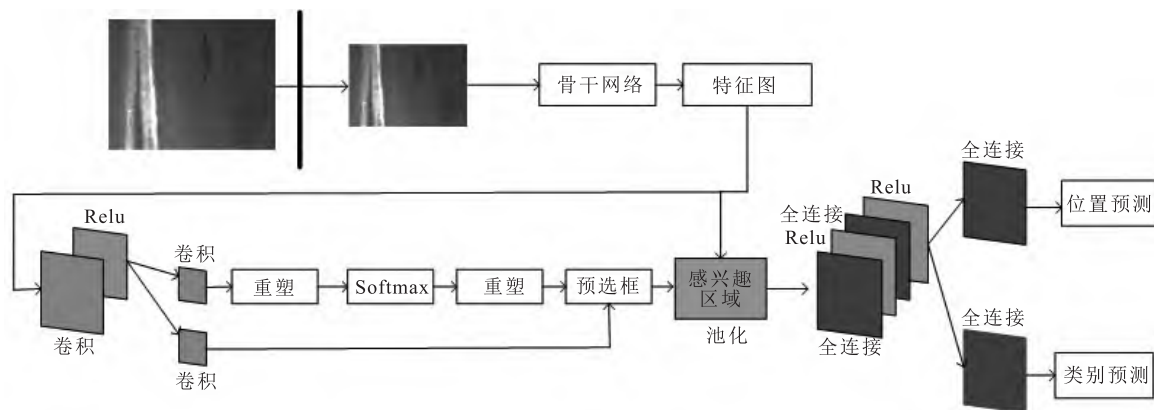 骨干网络
特征图
Relu
卷积
卷积
重塑
Softmax
重塑
预选框
卷积
感兴趣
区域
池化
全连接
Relu
全连接
Relu
全连接
位置预测
全连接
类别预测